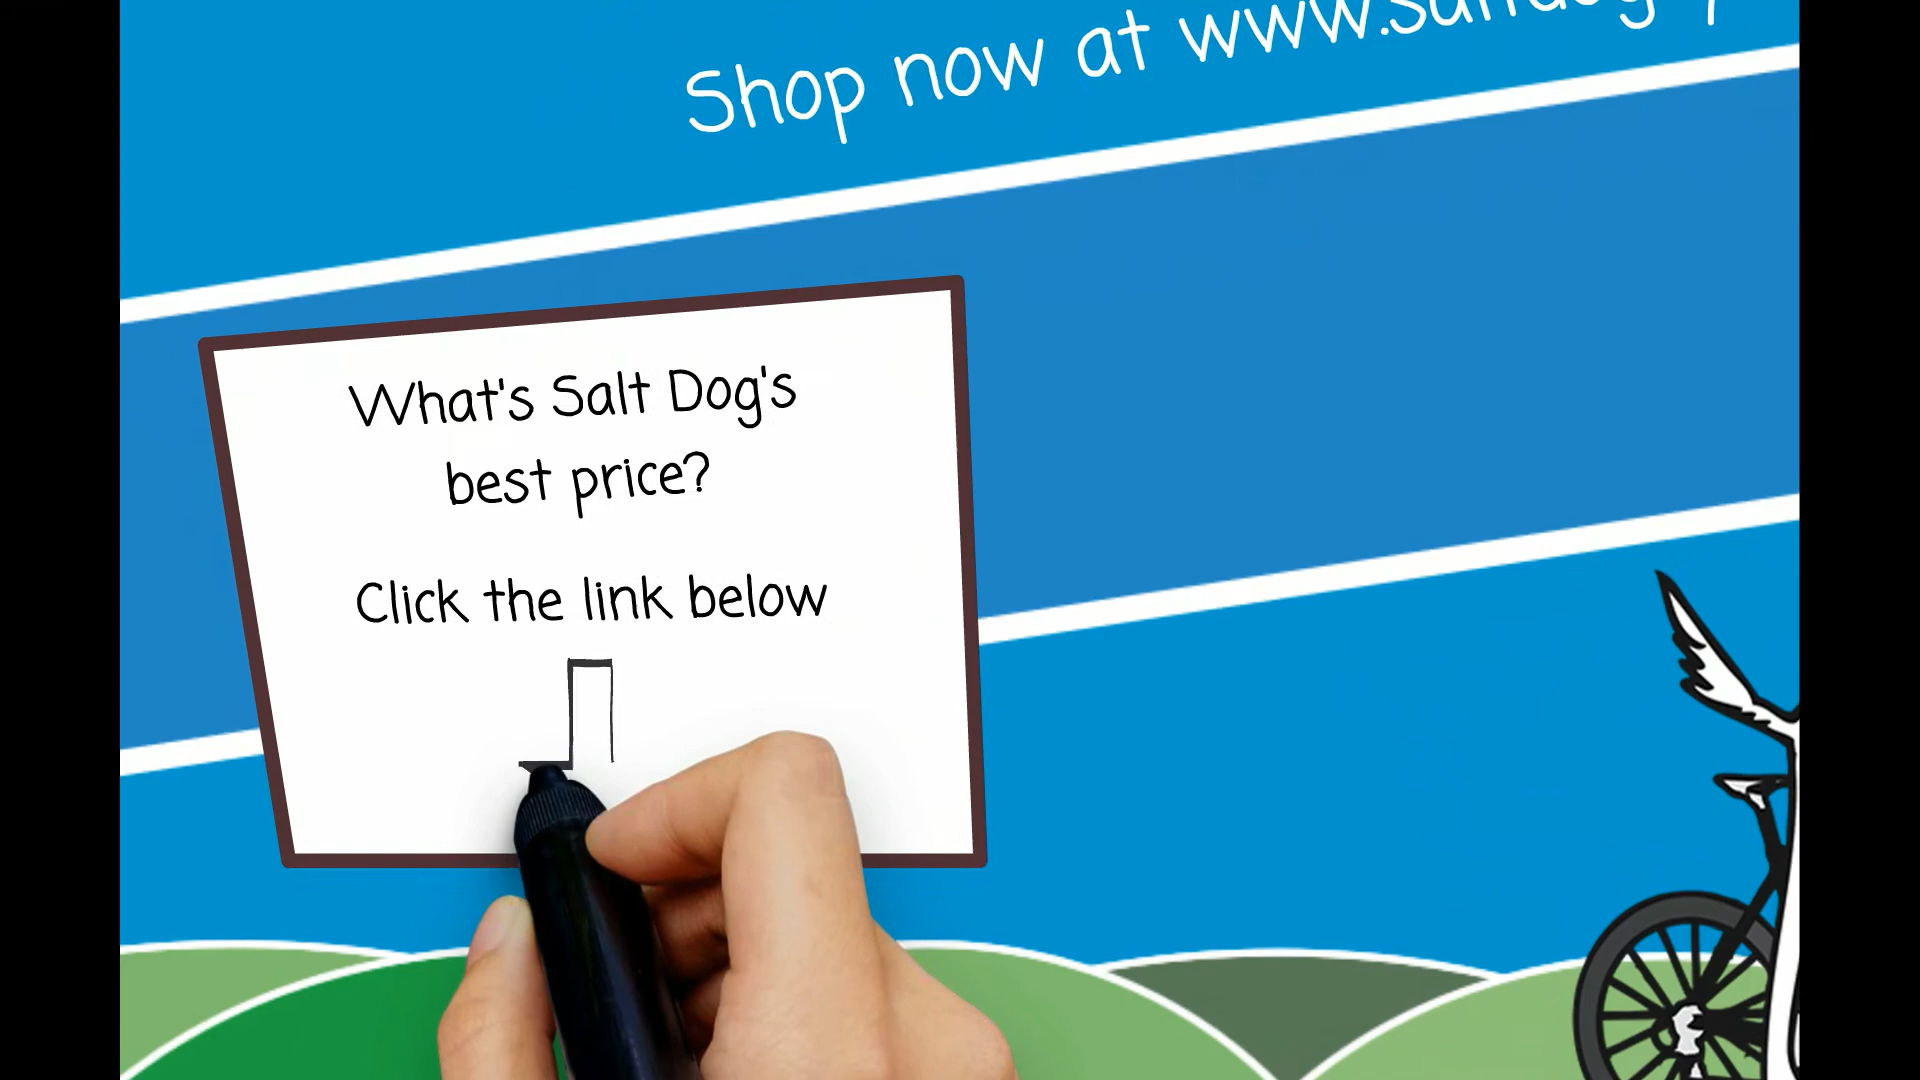 Shop now at
What's Salt Dog's
best price?
Click the link below